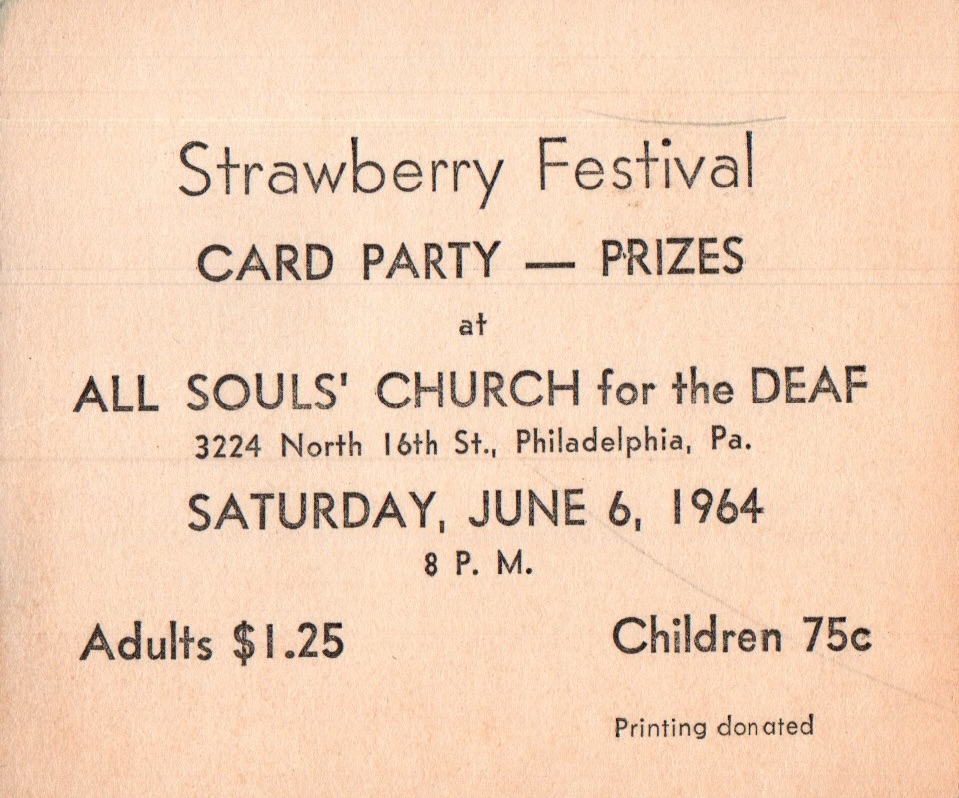 Strawberry Festival
CARD PARTY — PRIZES
at
ALL SOULS' CHURCH for the DEAF
3224 North 16th St., Philadelphia, Pa.
SATURDAY, JUNE 6, 1964
8 P. M.
Adults $1.25 Children 75c
Printing donated